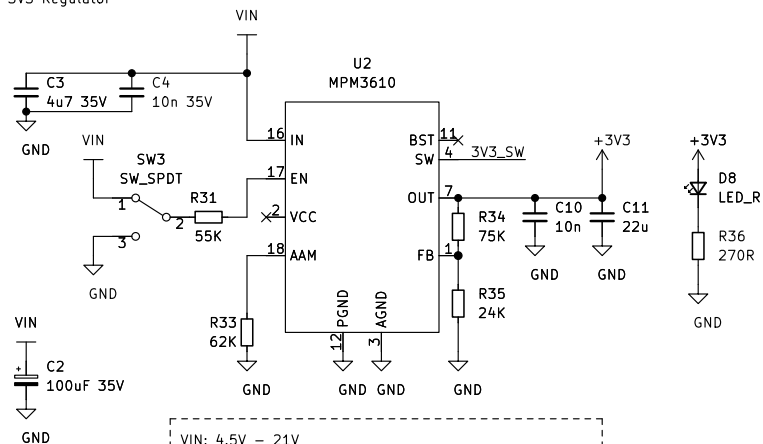 3V3 Regulator
VIN
U2
MPM3610
C3
4u7 35V
C4
10n 35V
GND
16 IN
BST 11
SW 4 3V3_SW
+3V3
+3V3
VIN
SW3
SW_SPDT
17 EN
1
2
3
R31
55K
2 VCC
OUT 7
R34
75K
C10
10n
C11
22u
D8
LED_R
18 AAM
FB 1
R36
270R
GND
GND
GND
R35
24K
GND
VIN
R33
62K
PGND
12
AGND
3
C2
+
100uF 35V
GND
GND
GND
GND
GND
VIN: 4.5V – 21V